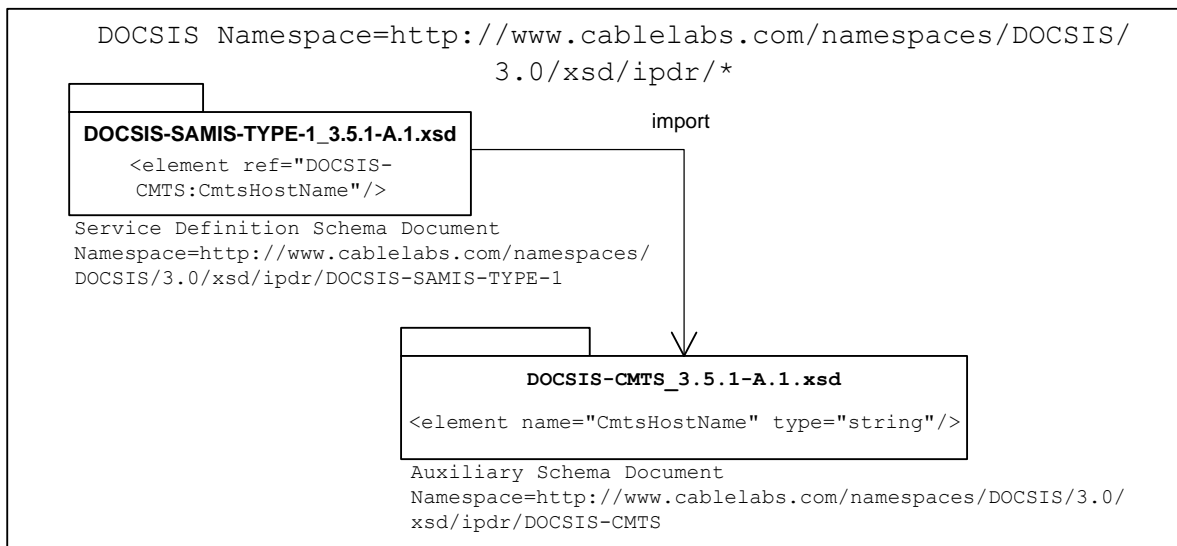 DOCSIS Namespace=http://www.cablelabs.com/namespaces/DOCSIS/
3.0/xsd/ipdr/*
import
DOCSIS-SAMIS-TYPE-1_3.5.1-A.1.xsd
<element ref="DOCSIS-
CMTS:CmtsHostName"/>
Service Definition Schema Document
Namespace=http://www.cablelabs.com/namespaces/
DOCSIS/3.0/xsd/ipdr/DOCSIS-SAMIS-TYPE-1
DOCSIS-CMTS_3.5.1-A.1.xsd
<element name="CmtsHostName" type="string"/>
Auxiliary Schema Document
Namespace=http://www.cablelabs.com/namespaces/DOCSIS/3.0/
xsd/ipdr/DOCSIS-CMTS